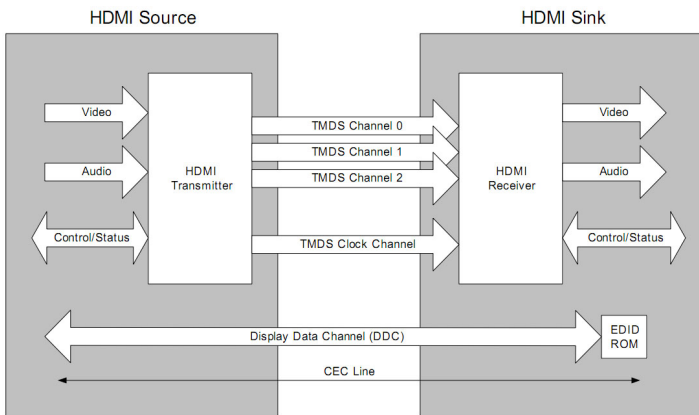 HDMI Source
HDMI Sink
Video
Audio
Control/Status
HDMI
Transmitter
TMDS Channel 0
TMDS Channel 1
TMDS Channel 2
TMDS Clock Channel
HDMI
Receiver
Video
Audio
Control/Status
Display Data Channel (DDC)
EDID
ROM
CEC Line